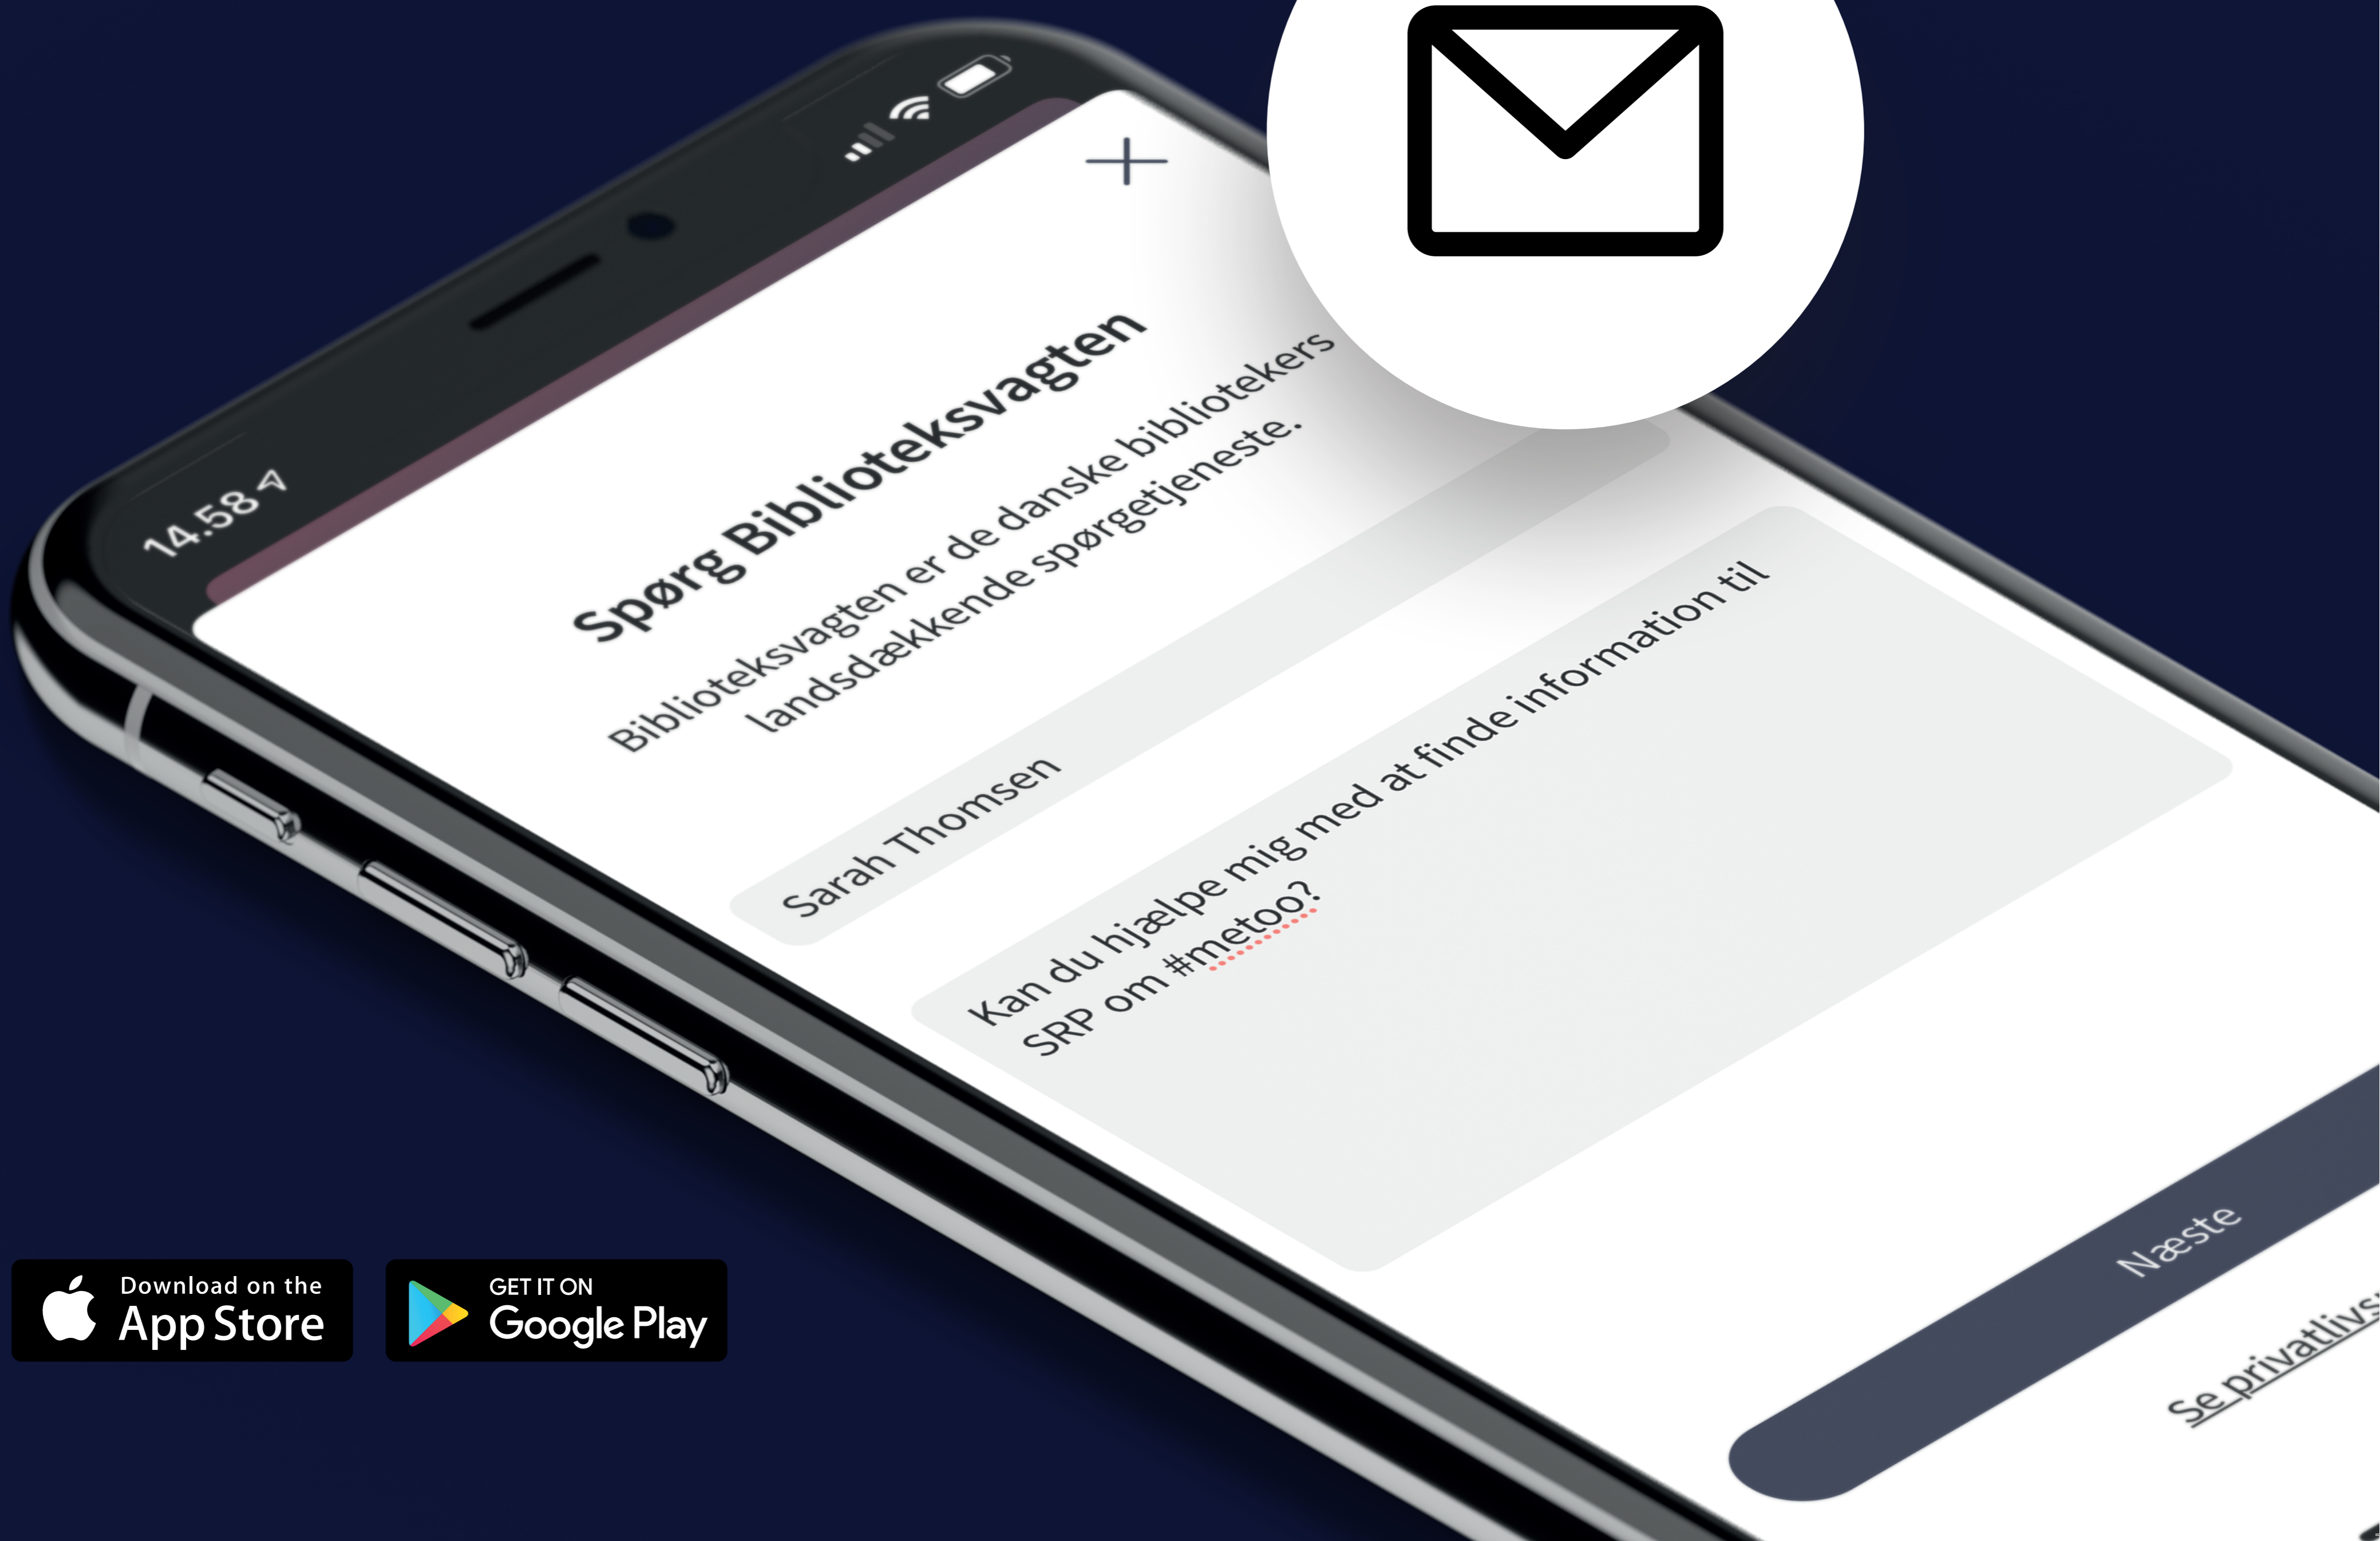 14.58
Spørg Biblioteksvagten
Biblioteksvagten er de danske bibliotekers
landsdækkende spørgetjeneste.
Sarah Thomsen
Kan du hjælpe mig med at finde information til
SRP om #metoo?
Næste
Se
Download on the
App Store
GET IT ON
Google Play